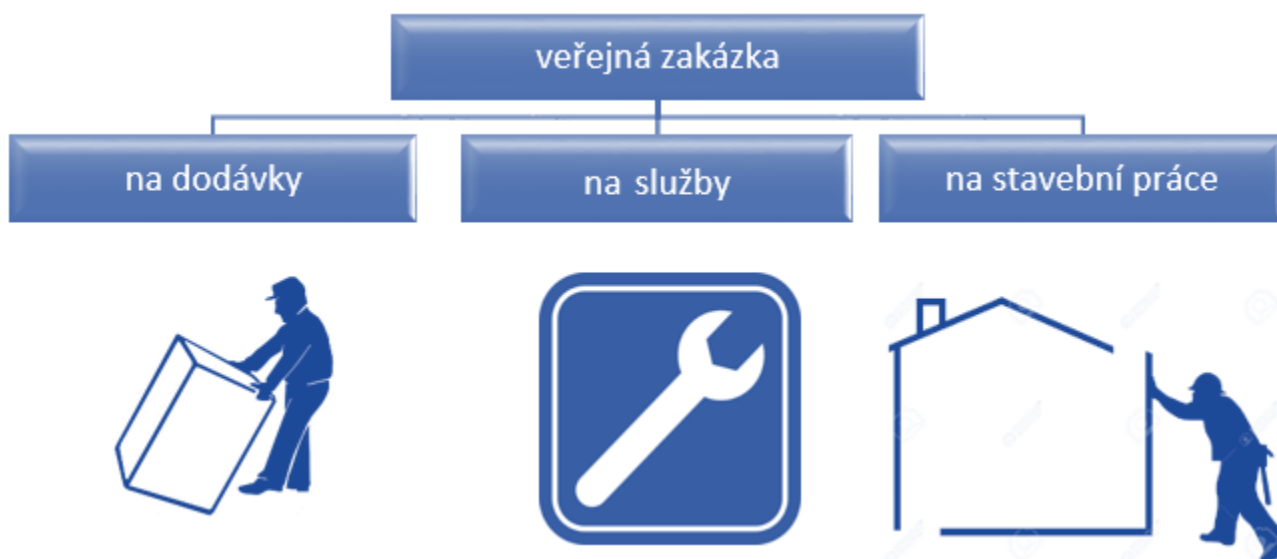 veřejná zakázka
na dodávky
na služby
na stavební práce